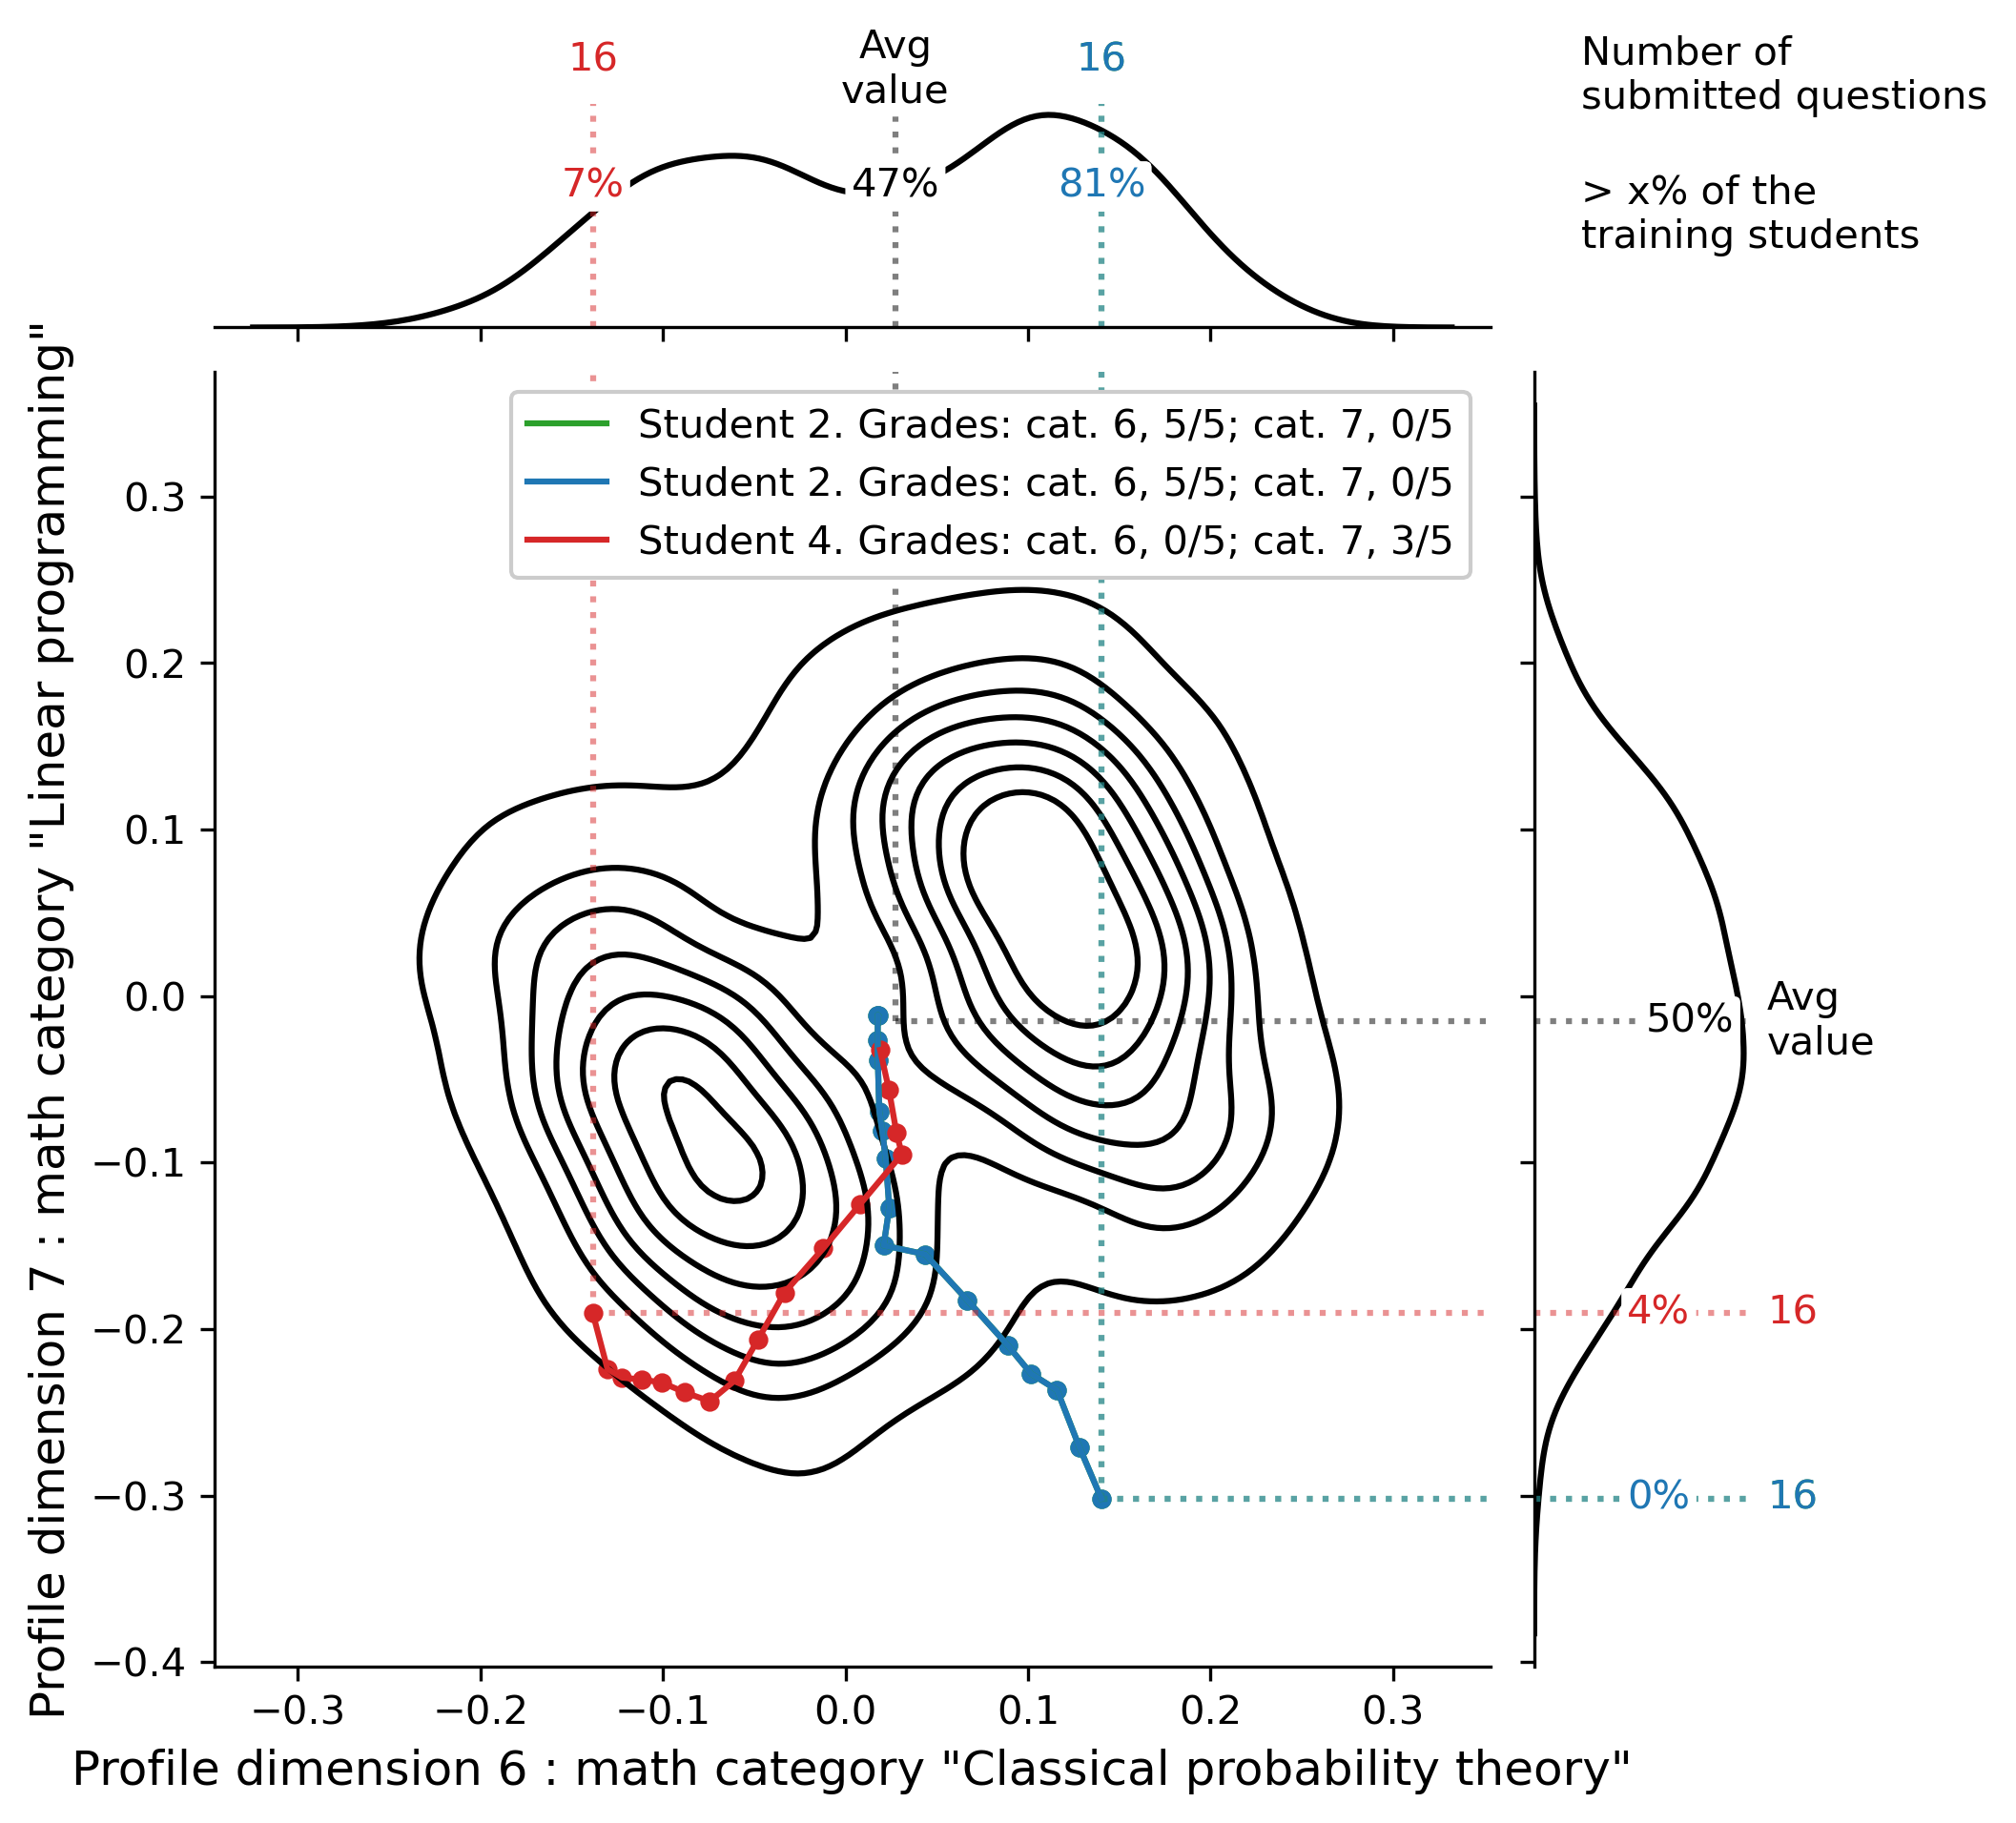 16
Avg
value
16
Number of
submitted questions
7%
47%
81%
> x% of the
training students
Student 2. Grades: cat. 6, 5/5; cat. 7, 0/5
Student 2. Grades: cat. 6, 5/5; cat. 7, 0/5
Student 4. Grades: cat. 6, 0/5; cat. 7, 3/5
0.3
0.2
0.1
0.0
−0.1
−0.2
−0.3
−0.4
50%
Avg
value
4%
16
0%
16
−0.3
−0.2
−0.1
0.0
0.1
0.2
0.3
Profile dimension 7 : math category "Linear programming"
Profile dimension 6 : math category "Classical probability theory"